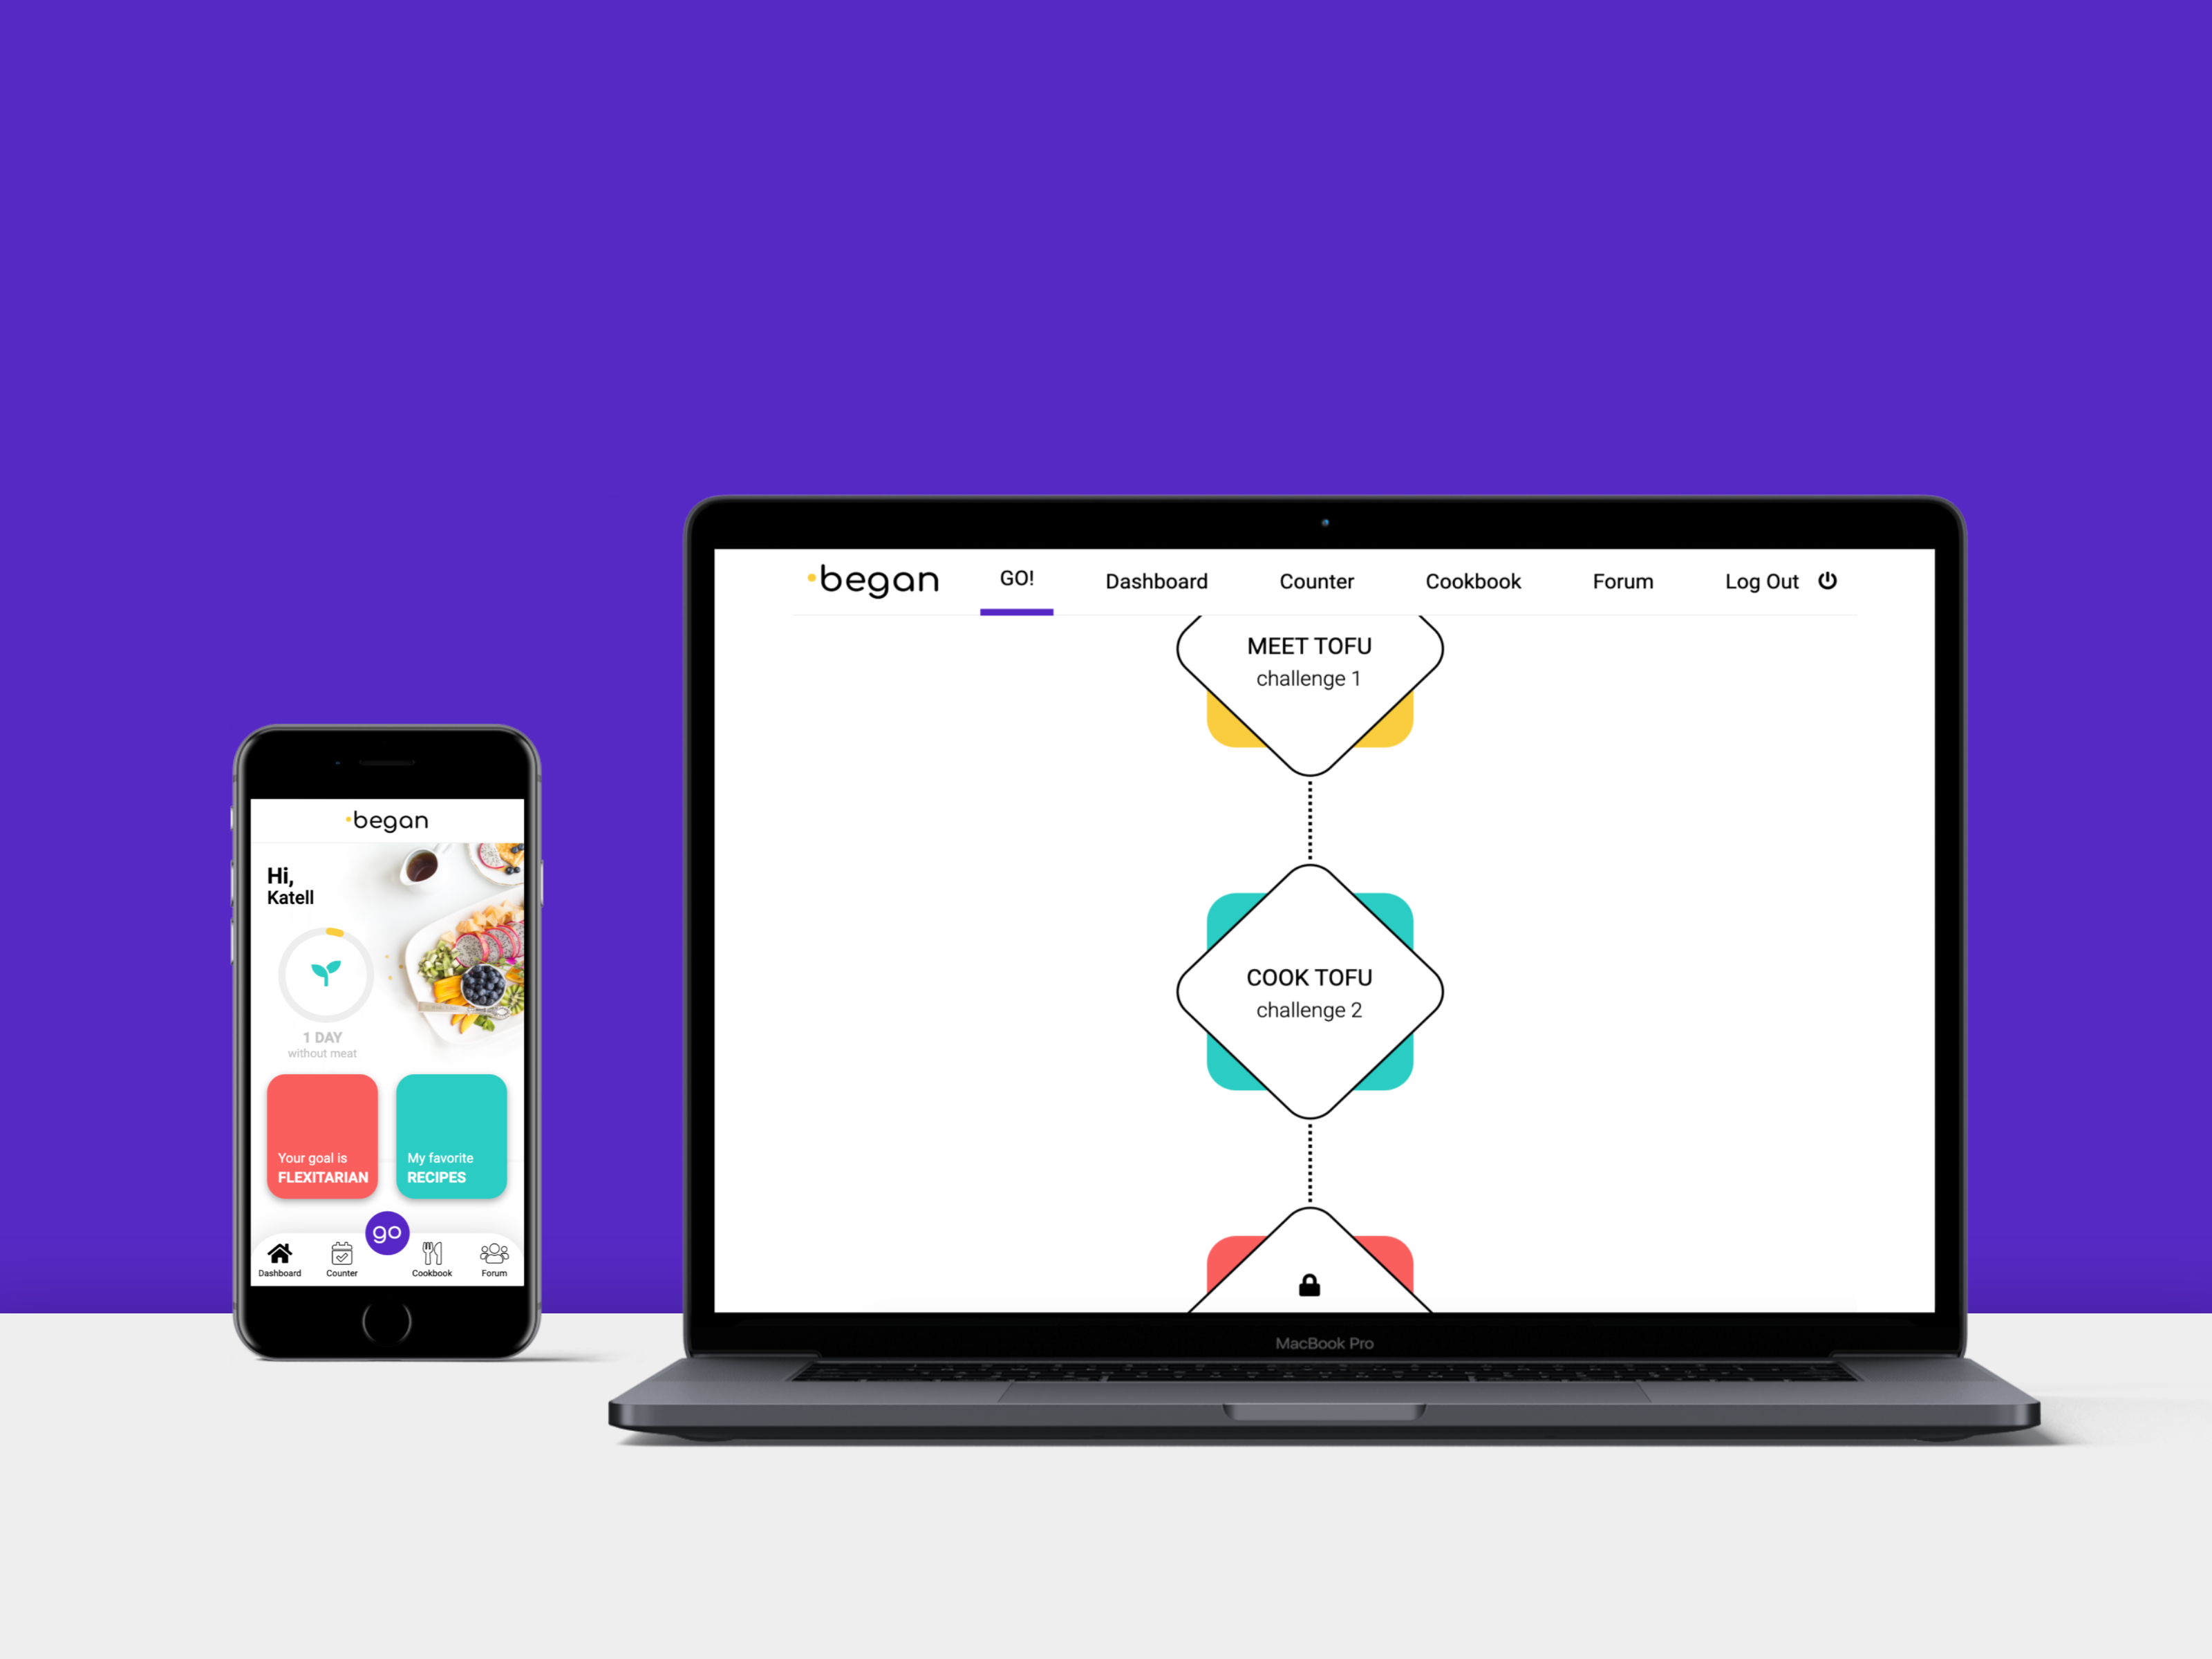 began
Hi,
Katell
1 DAY
without meat
Your goal is
FLEXITARIAN
My favorite
RECIPES
go
Dashboard
Counter
Cookbook
Forum
began
GO!
Dashboard
Counter
Cookbook
Forum
Log Out
MEET TOFU
challenge 1
COOK TOFU
challenge 2
MacBook Pro